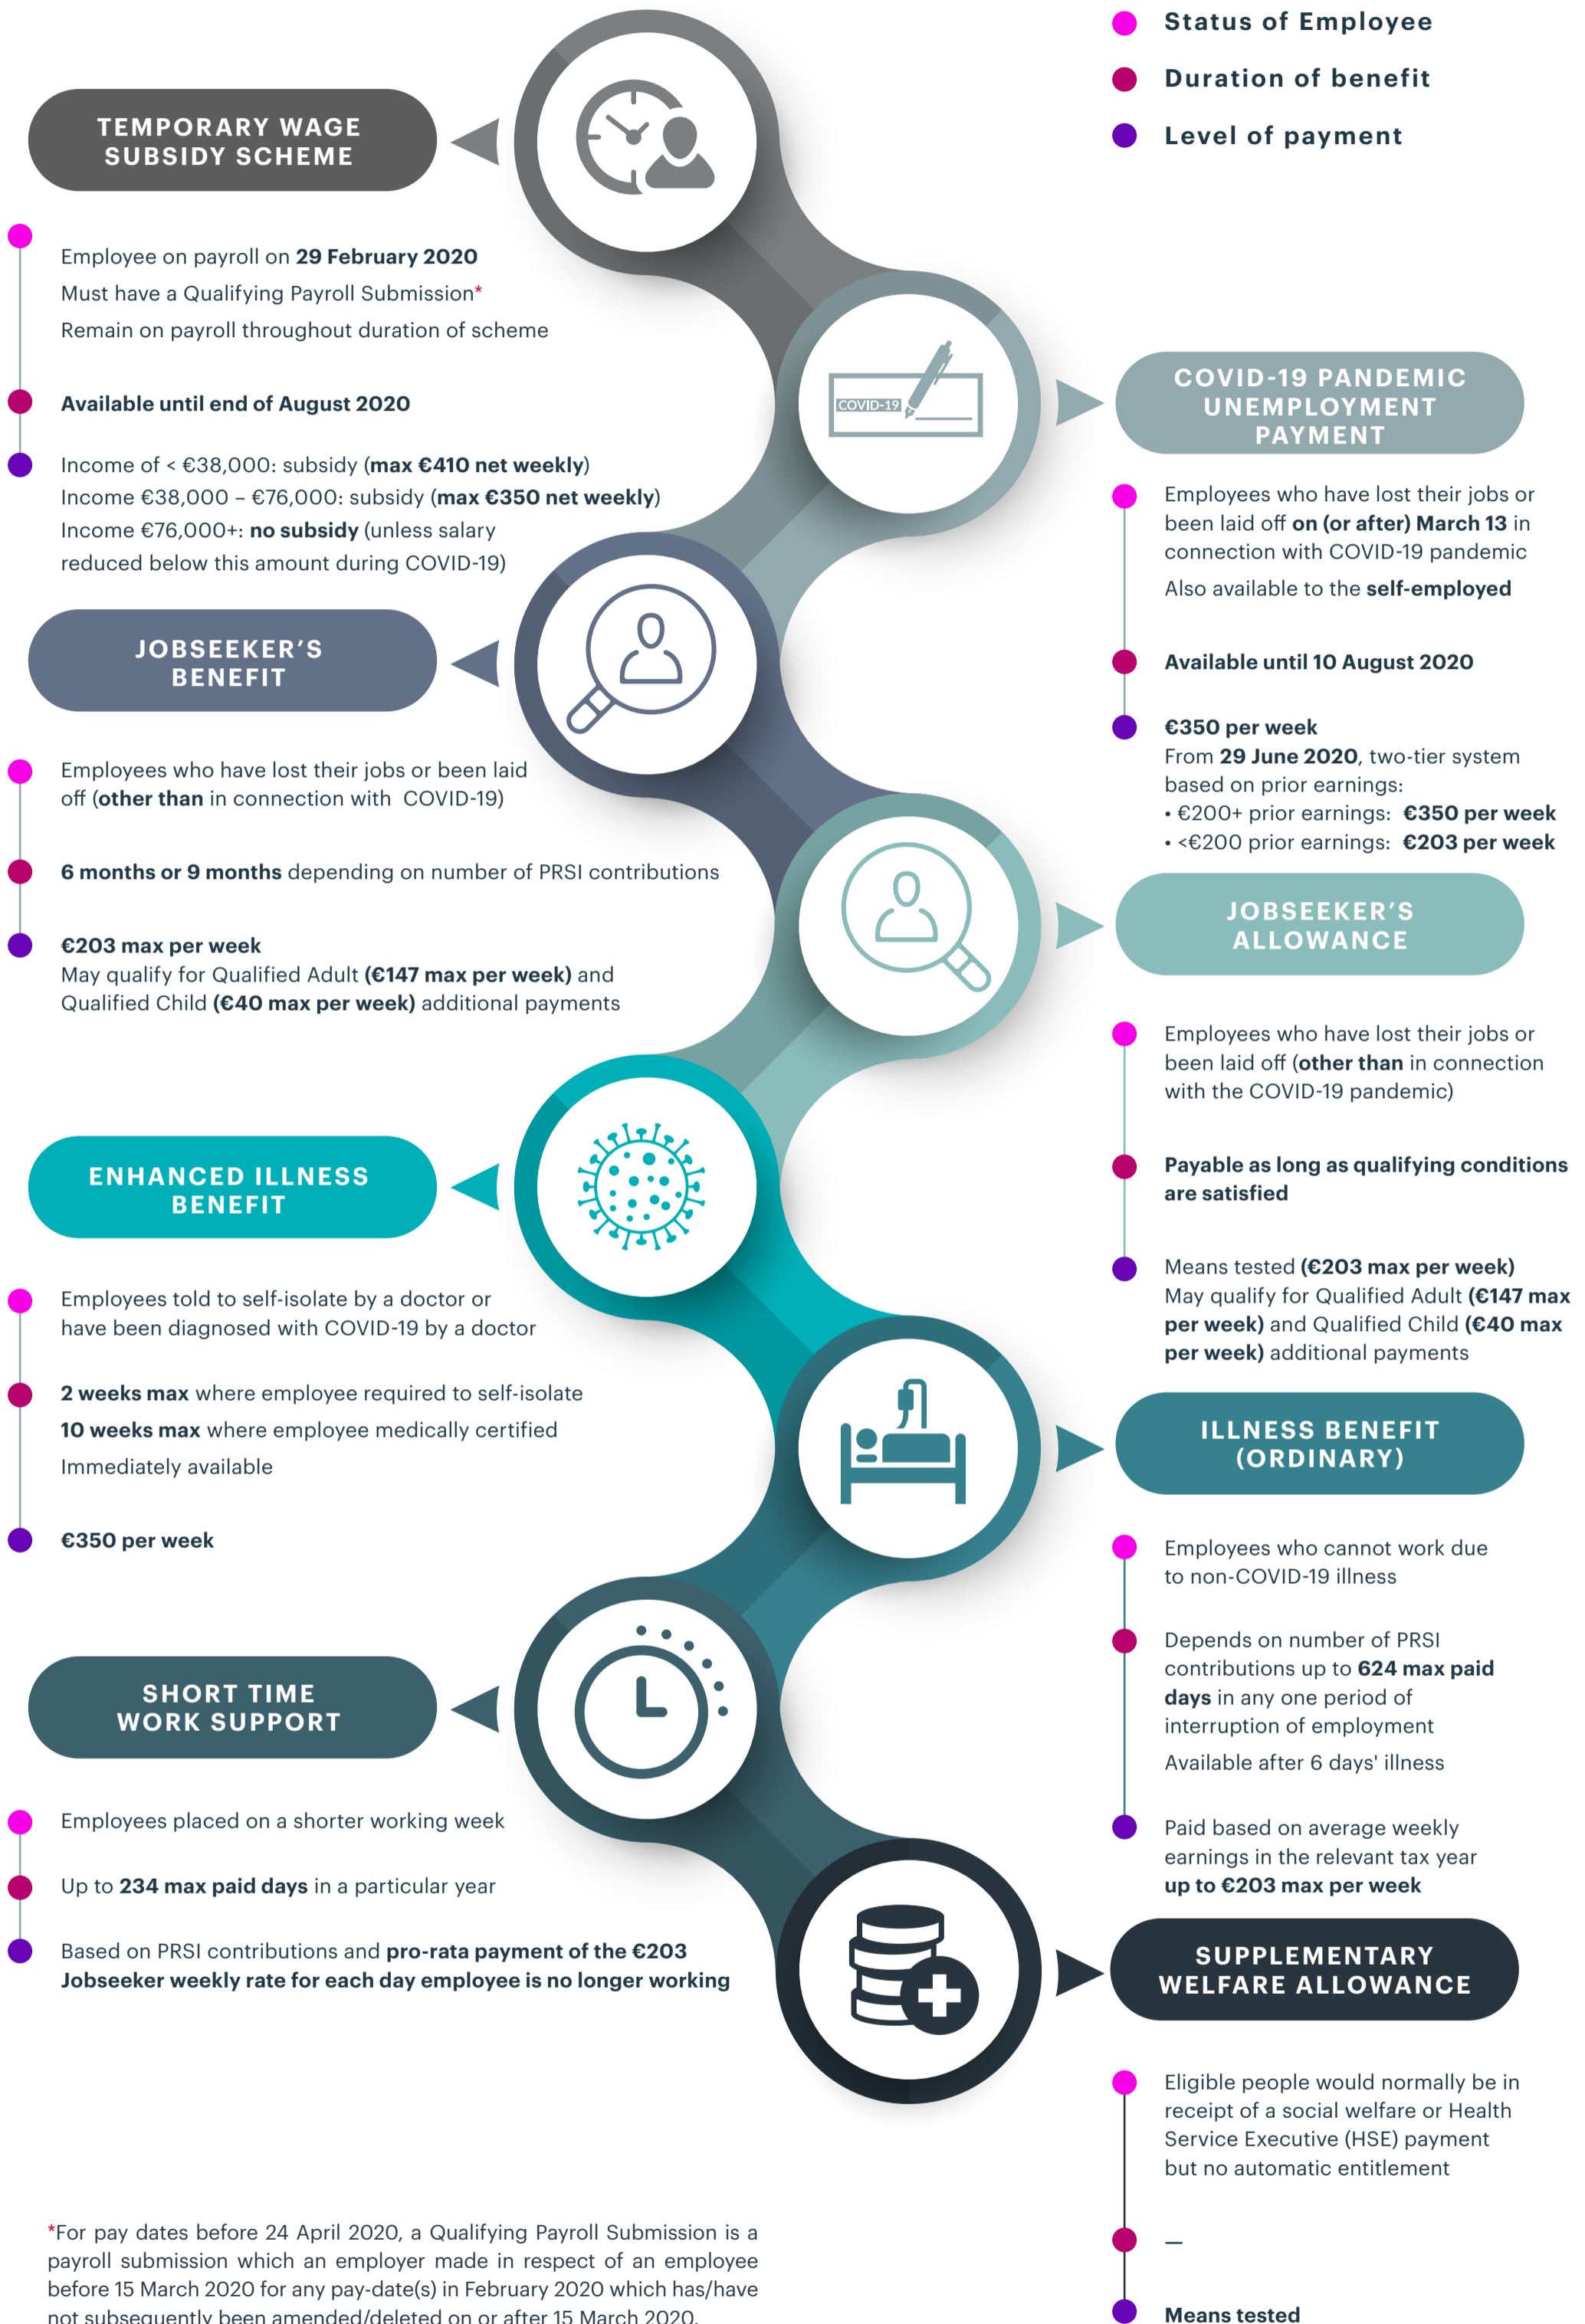 Status of Employee
Duration of benefit
Level of payment
TEMPORARY WAGE
SUBSIDY SCHEME
Employee on payroll on 29 February 2020
Must have a Qualifying Payroll Submission*
Remain on payroll throughout duration of scheme
Available until end of August 2020
Income of < €38,000: subsidy (max €410 net weekly)
Income €38,000 – €76,000: subsidy (max €350 net weekly)
Income €76,000+: no subsidy (unless salary
reduced below this amount during COVID-19)
COVID-19
COVID-19 PANDEMIC
UNEMPLOYMENT
PAYMENT
Employees who have lost their jobs or
been laid off on (or after) March 13 in
connection with COVID-19 pandemic
Also available to the self-employed
Available until 10 August 2020
€350 per week
From 29 June 2020, two-tier system
based on prior earnings:
• €200+ prior earnings: €350 per week
• <€200 prior earnings: €203 per week
JOBSEEKER’S
BENEFIT
Employees who have lost their jobs or been laid
off (other than in connection with COVID-19)
6 months or 9 months depending on number of PRSI contributions
€203 max per week
May qualify for Qualified Adult (€147 max per week) and
Qualified Child (€40 max per week) additional payments
JOBSEEKER’S
ALLOWANCE
Employees who have lost their jobs or
been laid off (other than in connection
with the COVID-19 pandemic)
Payable as long as qualifying conditions
are satisfied
Means tested (€203 max per week)
May qualify for Qualified Adult (€147 max
per week) and Qualified Child (€40 max
per week) additional payments
ENHANCED ILLNESS
BENEFIT
Employees told to self-isolate by a doctor or
have been diagnosed with COVID-19 by a doctor
2 weeks max where employee required to self-isolate
10 weeks max where employee medically certified
Immediately available
€350 per week
ILLNESS BENEFIT
(ORDINARY)
Employees who cannot work due
to non-COVID-19 illness
Depends on number of PRSI
contributions up to 624 max paid
days in any one period of
interruption of employment
Available after 6 days' illness
Paid based on average weekly
earnings in the relevant tax year
up to €203 max per week
SHORT TIME
WORK SUPPORT
Employees placed on a shorter working week
Up to 234 max paid days in a particular year
Based on PRSI contributions and pro-rata payment of the €203
Jobseeker weekly rate for each day employee is no longer working
SUPPLEMENTARY
WELFARE ALLOWANCE
Eligible people would normally be in
receipt of a social welfare or Health
Service Executive (HSE) payment
but no automatic entitlement
—
Means tested
*For pay dates before 24 April 2020, a Qualifying Payroll Submission is a
payroll submission which an employer made in respect of an employee
before 15 March 2020 for any pay-date(s) in February 2020 which has/have
not subsequently been amended/deleted on or after 15 March 2020.